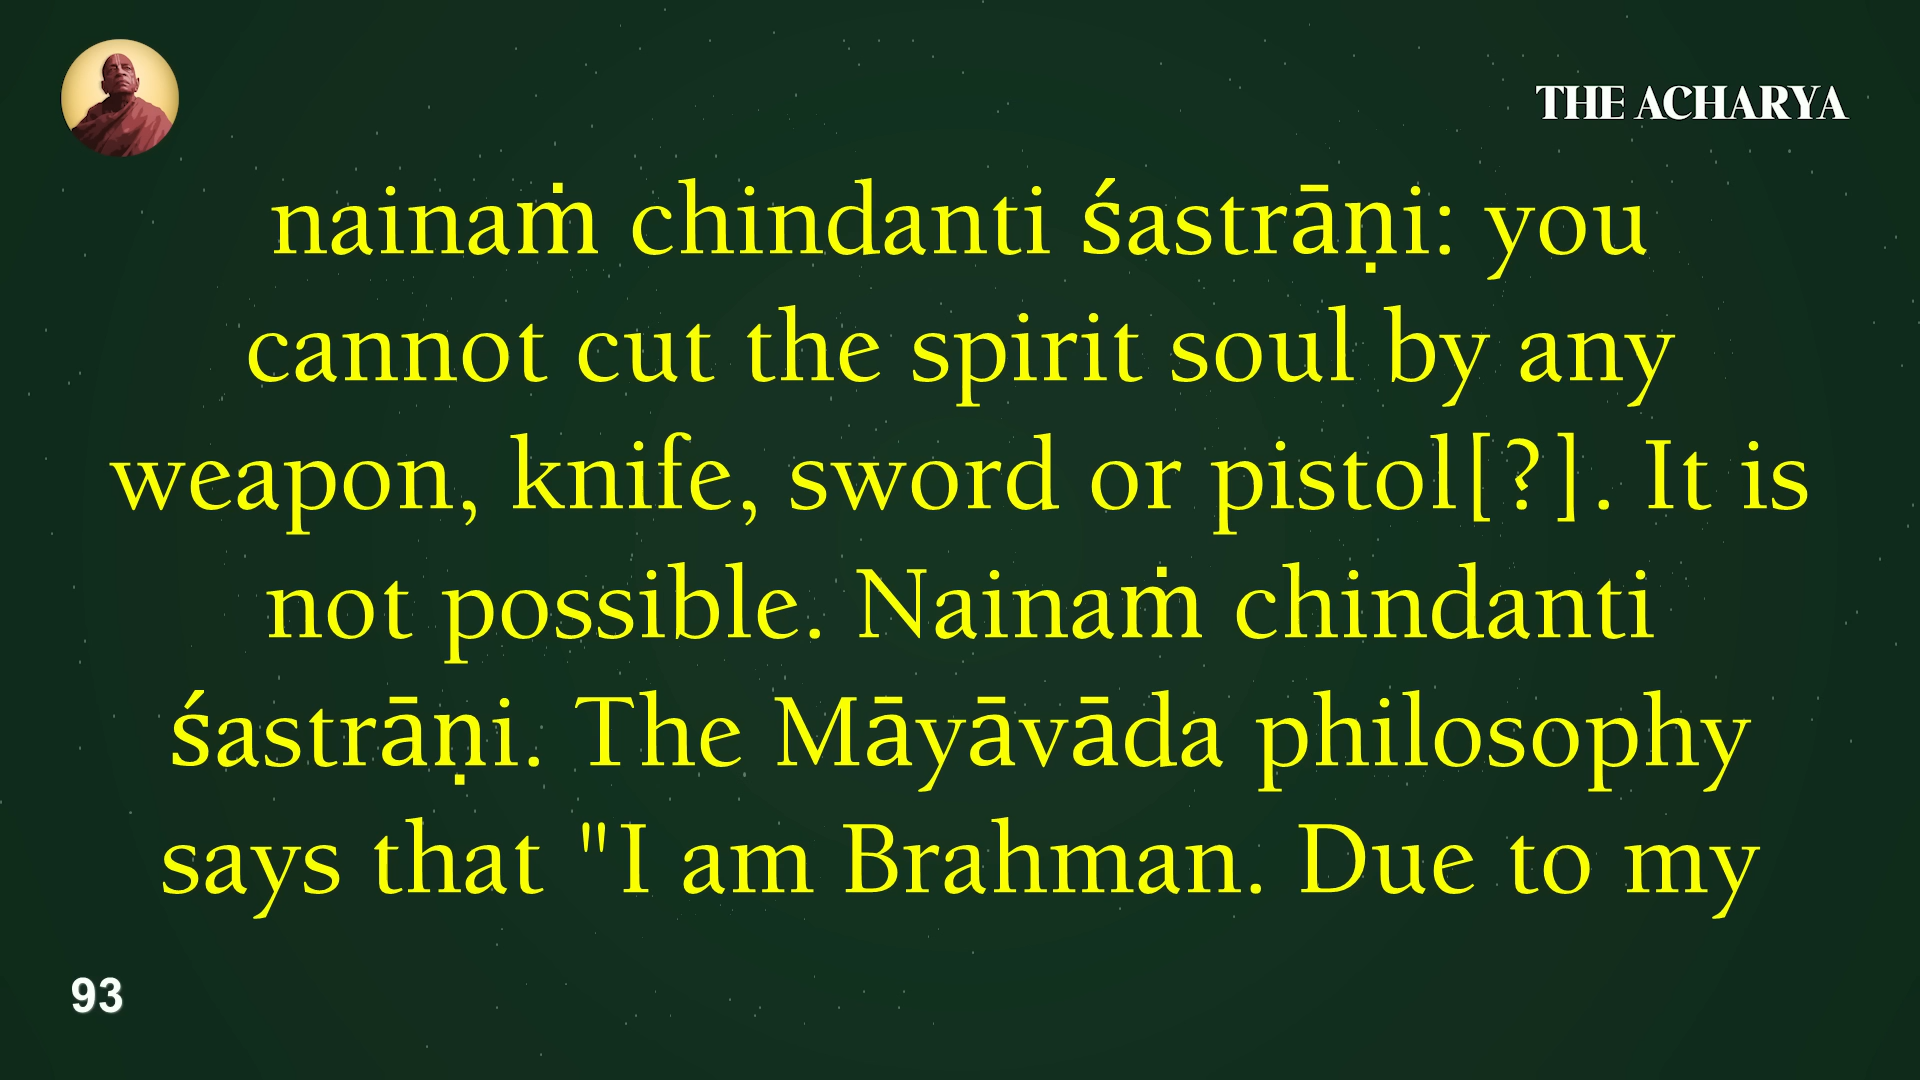 THE ACHARYA
nainaṁ chindanti śastrāṇi: you
cannot cut the spirit soul by any
weapon, knife, sword or pistol[?]. It is
not possible. Nainaṁ chindanti
śastrāṇi. The Māyāvāda philosophy
says that "I am Brahman. Due to my
93